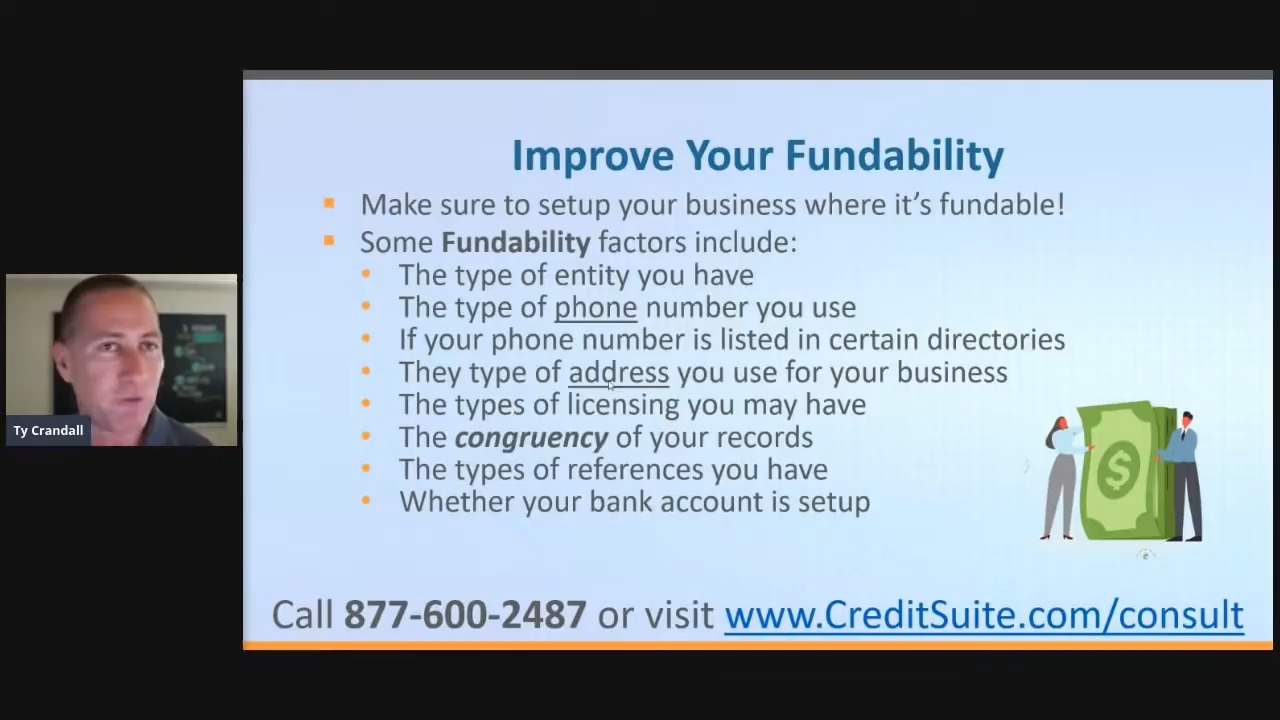 Improve Your Fundability
Make sure to setup your business where it's fundable!
Some Fundability factors include:
The type of entity you have
The type of phone number you use
If your phone number is listed in certain directories
They type of address you use for your business
The types of licensing you may have
The congruency of your records
The types of references you have
Whether your bank account is setup
Ty Crandall
Call 877-600-2487 or visit www.CreditSuite.com/consult